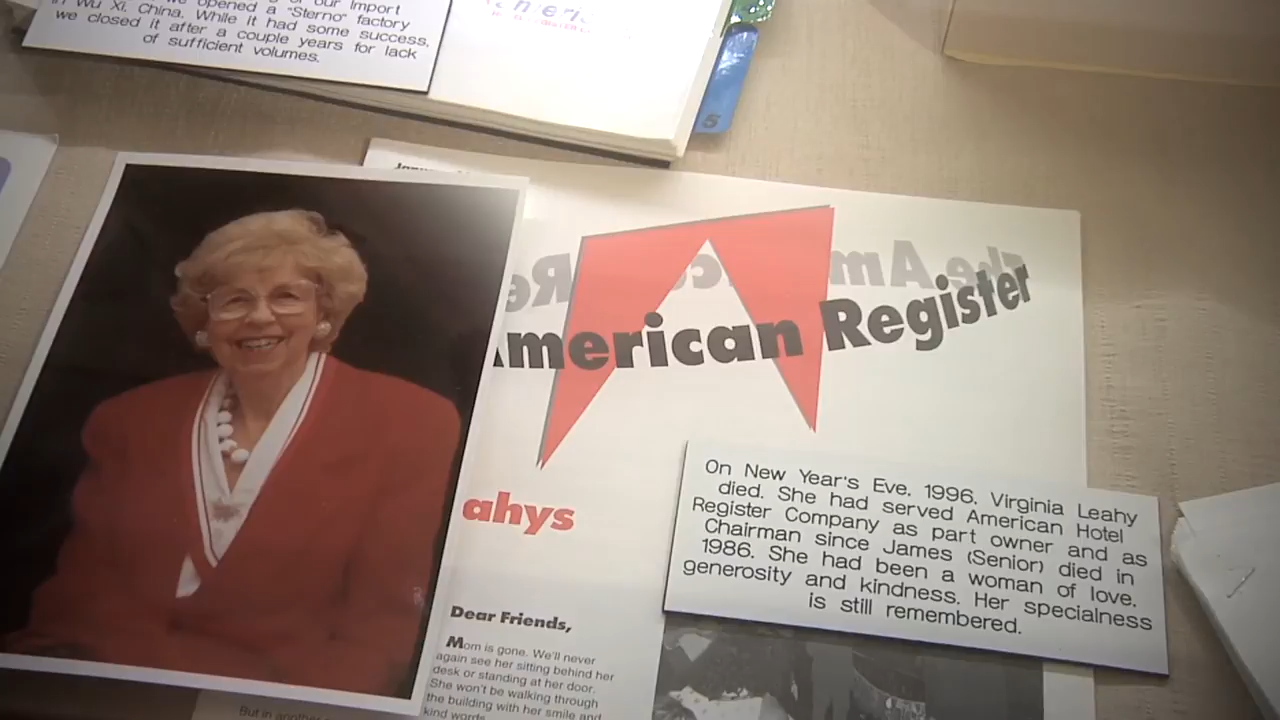 opened a "Sterno" factory
in Wu Xi, China. While it had some success,
we closed it after a couple years for lack
of sufficient volumes.
5
American Register
ahys
On New Year's Eve, 1996, Virginia Leahy
died. She had served American Hotel
Register Company as part owner and as
Chairman since James (Senior) died in
1986. She had been a woman of love,
generosity and kindness. Her specialness
is still remembered.
Dear Friends,
Mom is gone. We'll never
again see her sitting behind her
desk or standing at her door.
She won't be walking through
the building with her smile and
kind words.
But in another